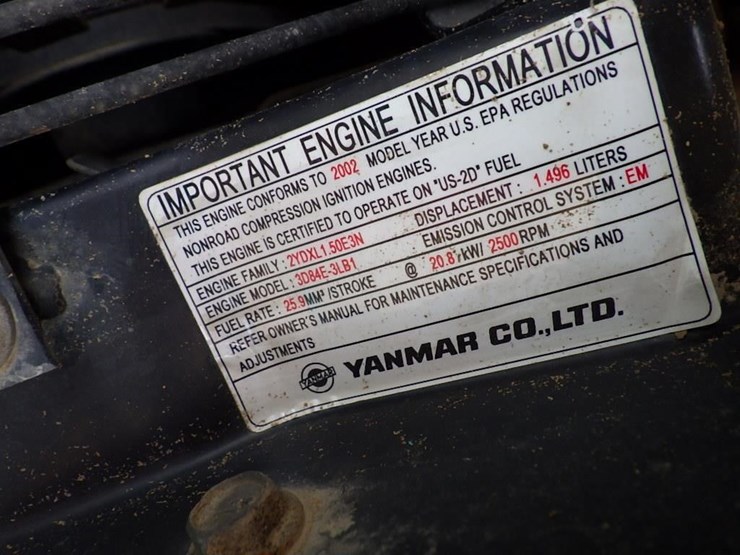 IMPORTANT ENGINE INFORMATION
THIS ENGINE CONFORMS TO 2002 MODEL YEAR U.S. EPA REGULATIONS
NONROAD COMPRESSION IGNITION ENGINES.
THIS ENGINE IS CERTIFIED TO OPERATE ON "US-2D" FUEL
ENGINE FAMILY : 2YDXL1.50E3N DISPLACEMENT : 1.496 LITERS
ENGINE MODEL : 3D84E-3LB1 EMISSION CONTROL SYSTEM : EM
FUEL RATE : 25.9 MM³ /STROKE @ 20.8 kW/ 2500 RPM
REFER OWNER'S MANUAL FOR MAINTENANCE SPECIFICATIONS AND
ADJUSTMENTS
YANMAR YANMAR CO.,LTD.